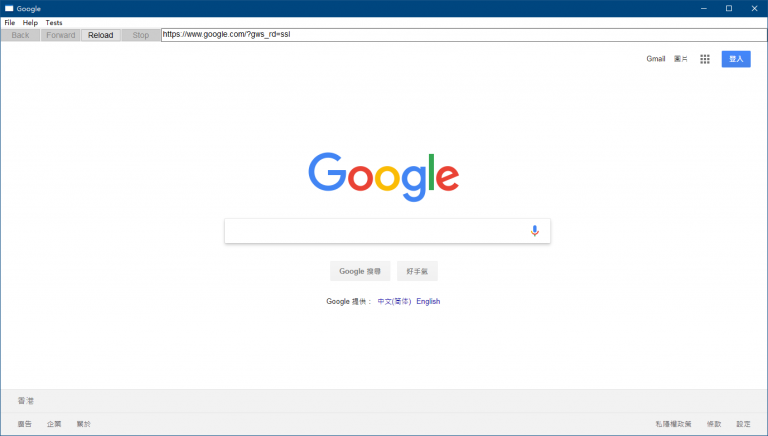 Google
File Help Tests
Back Forward Reload Stop https://www.google.com/?gws_rd=ssl
Gmail 圖片 登入
Google
Google 搜尋 好手氣
Google 提供： 中文(简体) English
香港
廣告 企業 關於 私隱權政策 條款 設定